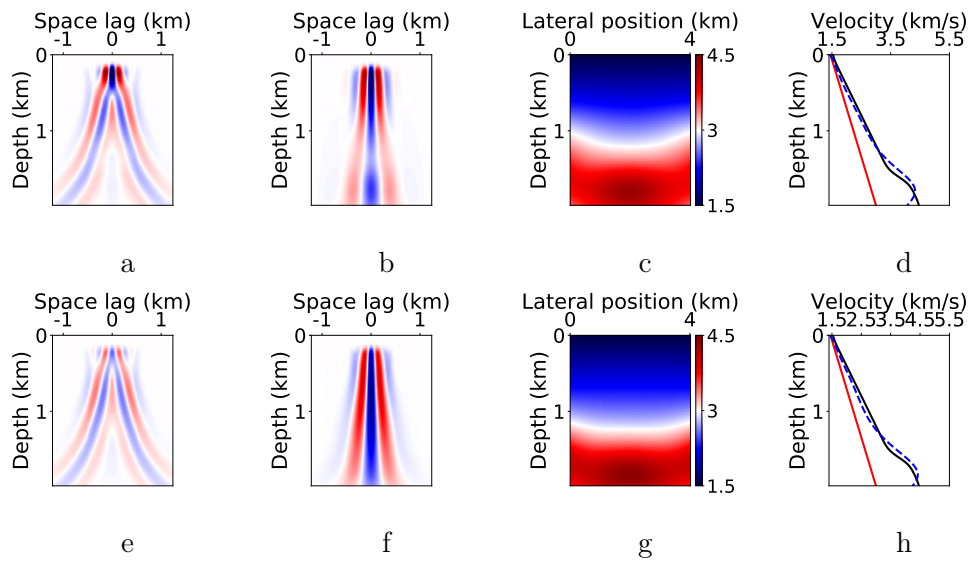 Space lag (km) Space lag (km) Lateral position (km) Velocity (km/s)
-1 0 1 -1 0 1 0 4 1.5 3.5 5.5
0 0 0 4.5 0
Depth (km) Depth (km) Depth (km) Depth (km)
1 1 1 3 1
1.5
a b c d
Space lag (km) Space lag (km) Lateral position (km) Velocity (km/s)
-1 0 1 -1 0 1 0 4 1.52.53.54.55.5
0 0 0 4.5 0
Depth (km) Depth (km) Depth (km) Depth (km)
1 1 1 3 1
1.5
e f g h